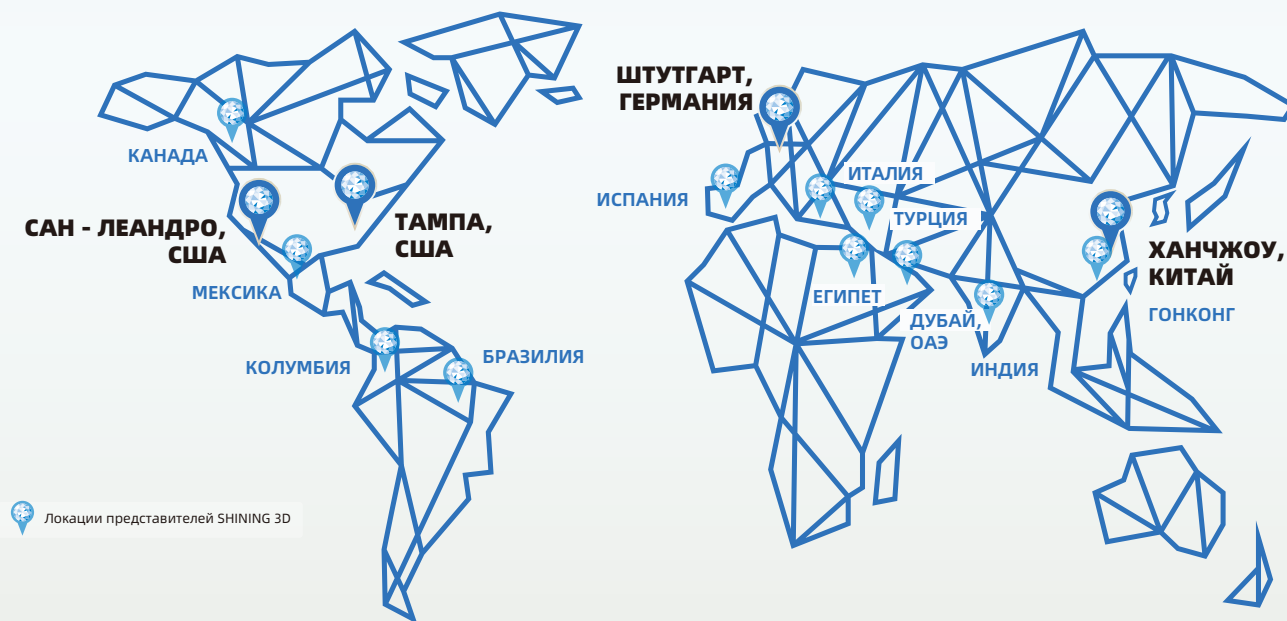 КАНАДА
САН - ЛЕАНДРО,
США
ТАМПА,
США
МЕКСИКА
КОЛУМБИЯ
БРАЗИЛИЯ
ШТУТГАРТ,
ГЕРМАНИЯ
ИСПАНИЯ
ИТАЛИЯ
ТУРЦИЯ
ЕГИПЕТ
ДУБАЙ,
ОАЭ
ИНДИЯ
ХАНЧЖОУ,
КИТАЙ
ГОНКОНГ
Локации представителей SHINING 3D